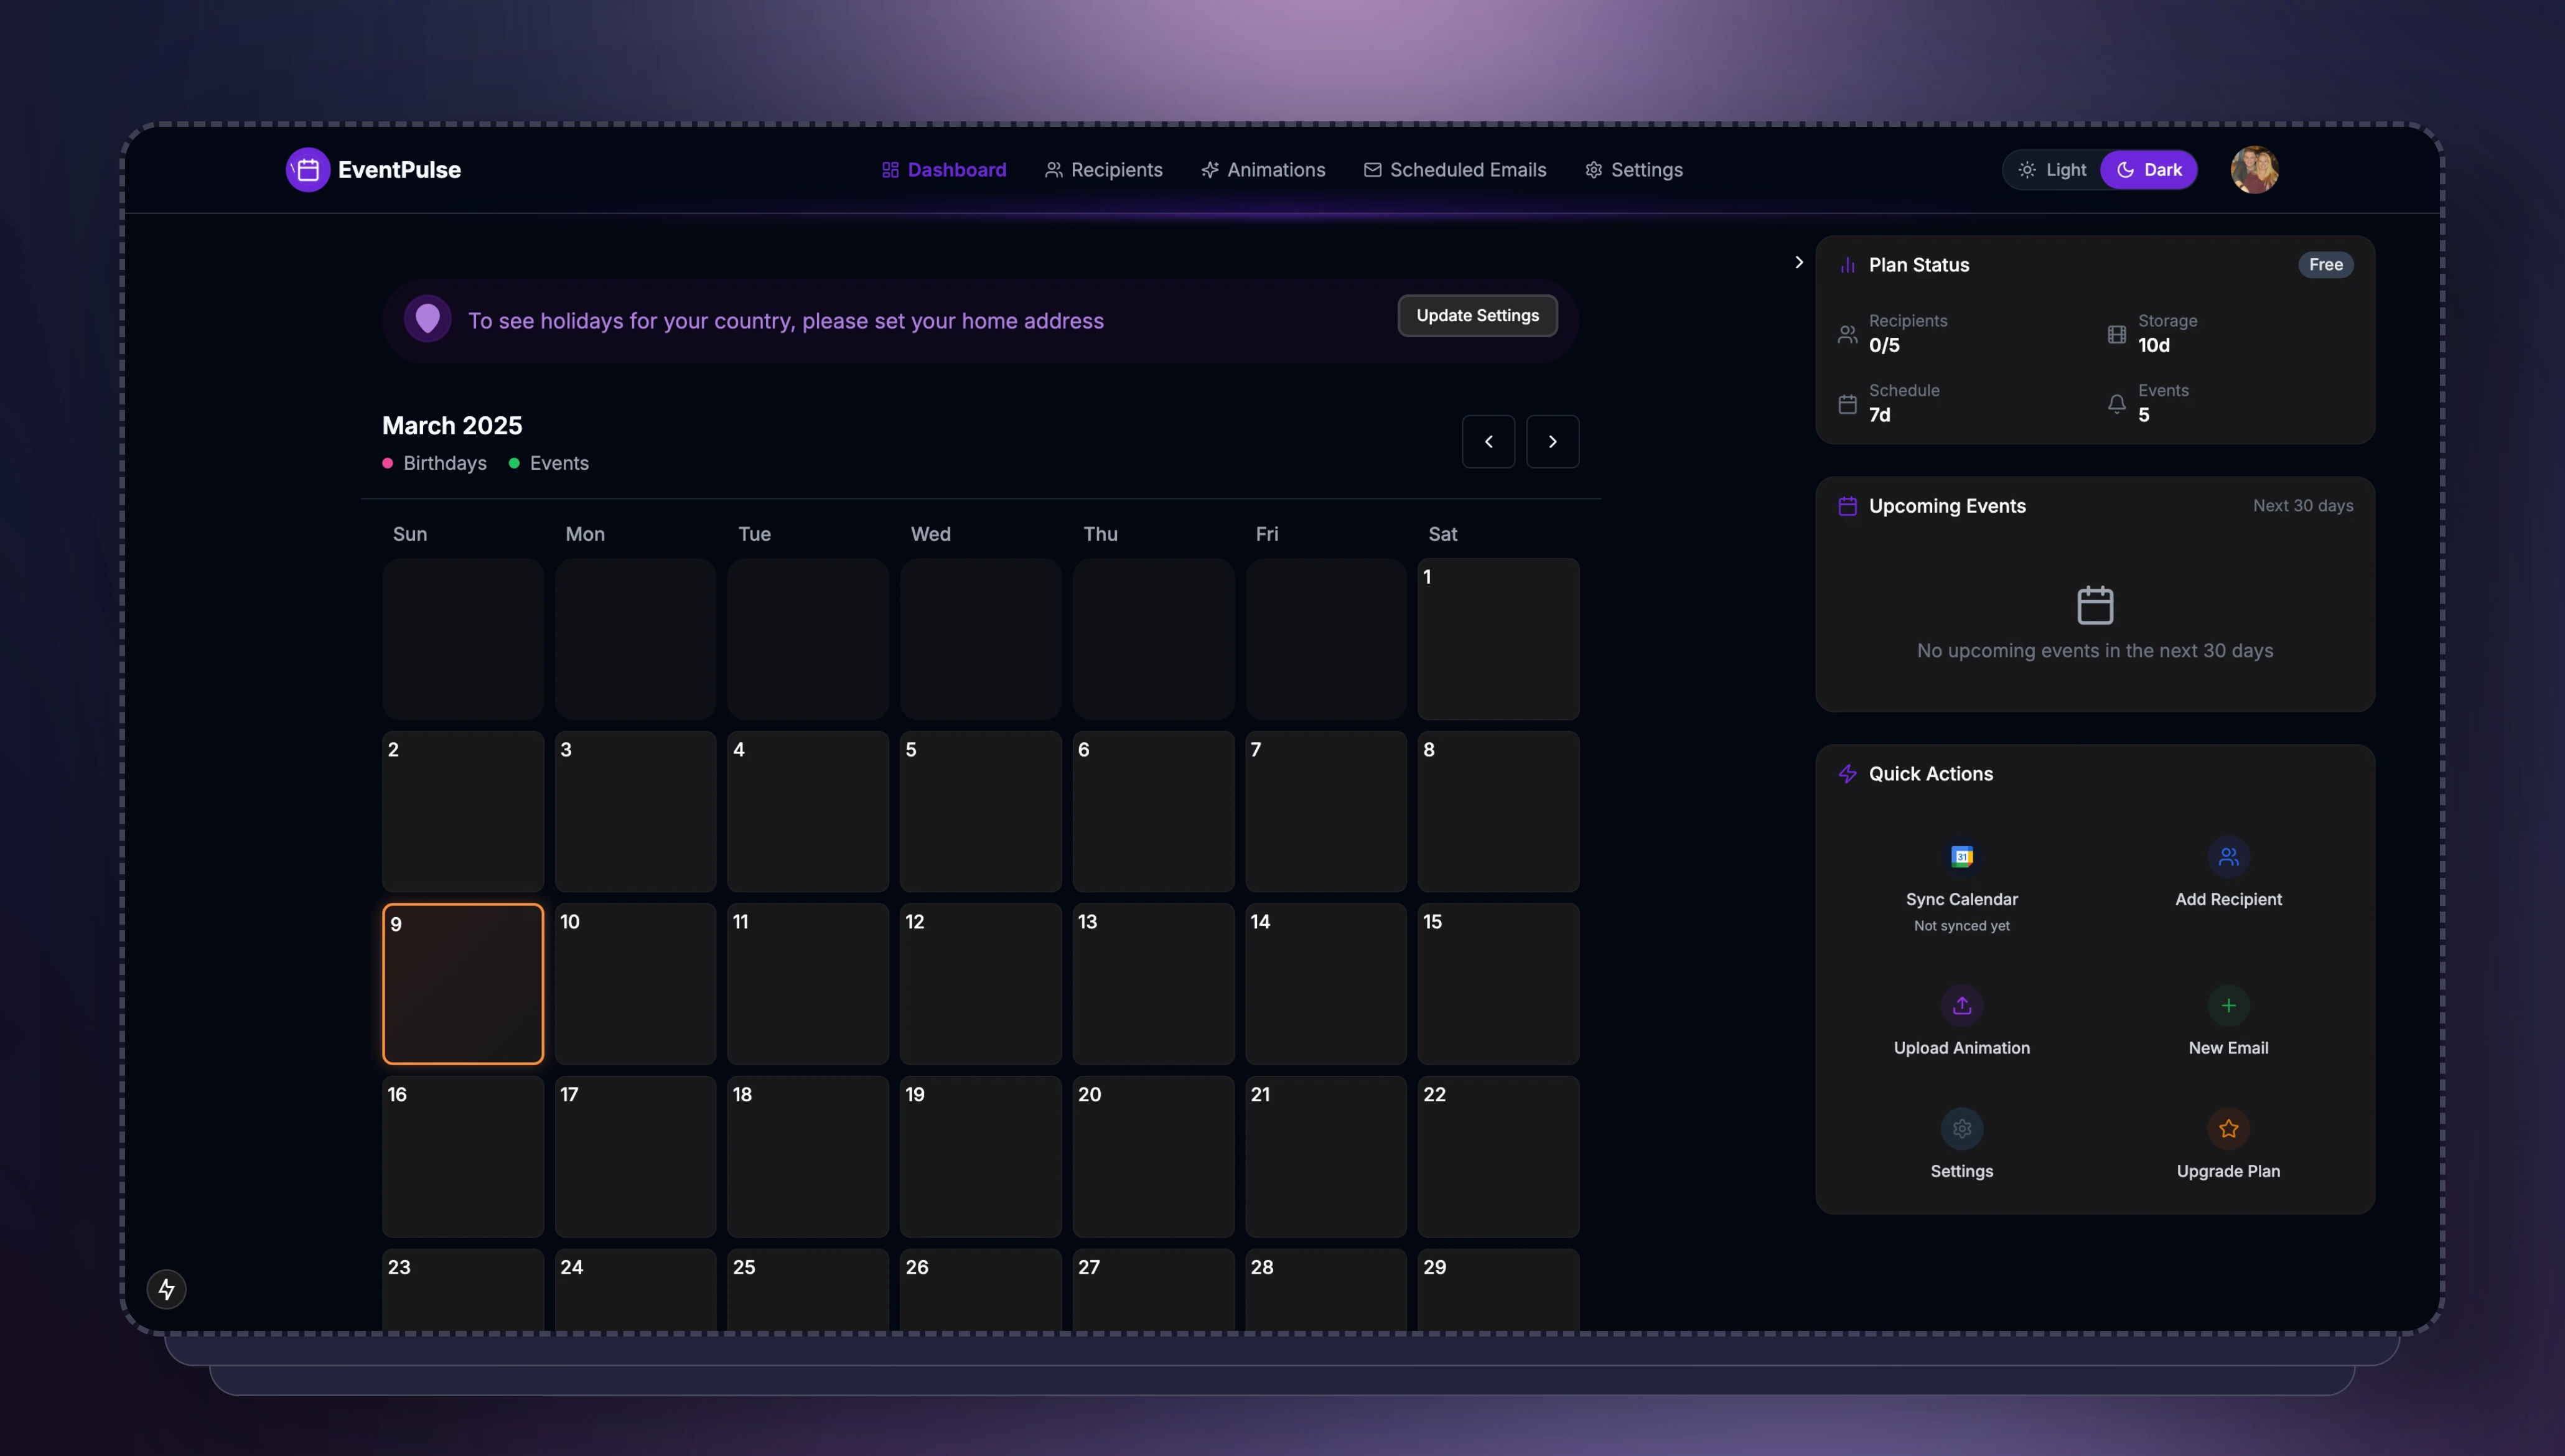 EventPulse
Dashboard
Recipients
Animations
Scheduled Emails
Settings
Light
Dark
To see holidays for your country, please set your home address
Update Settings
March 2025
Birthdays
Events
Sun Mon Tue Wed Thu Fri Sat
1
2 3 4 5 6 7 8
9 10 11 12 13 14 15
16 17 18 19 20 21 22
23 24 25 26 27 28 29
Plan Status
Free
Recipients
0/5
Storage
10d
Schedule
7d
Events
5
Upcoming Events
Next 30 days
No upcoming events in the next 30 days
Quick Actions
31
Sync Calendar
Not synced yet
Add Recipient
Upload Animation
New Email
Settings
Upgrade Plan